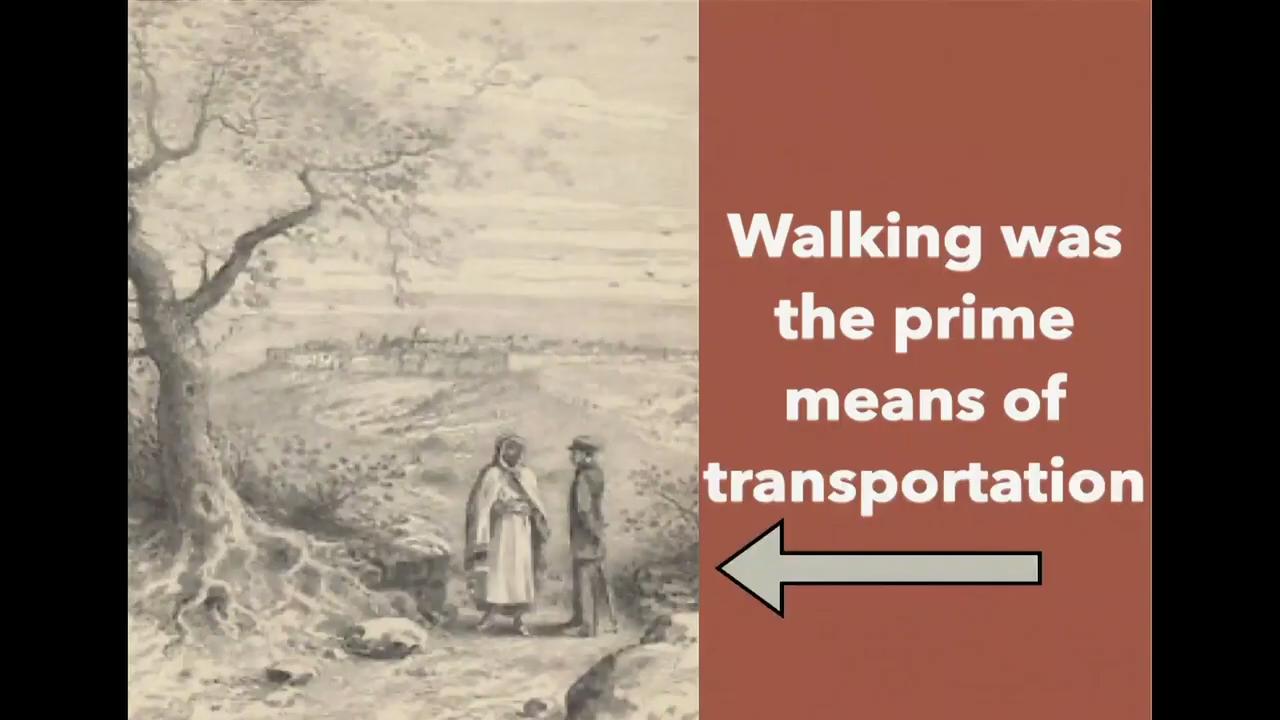 Walking was
the prime
means of
transportation